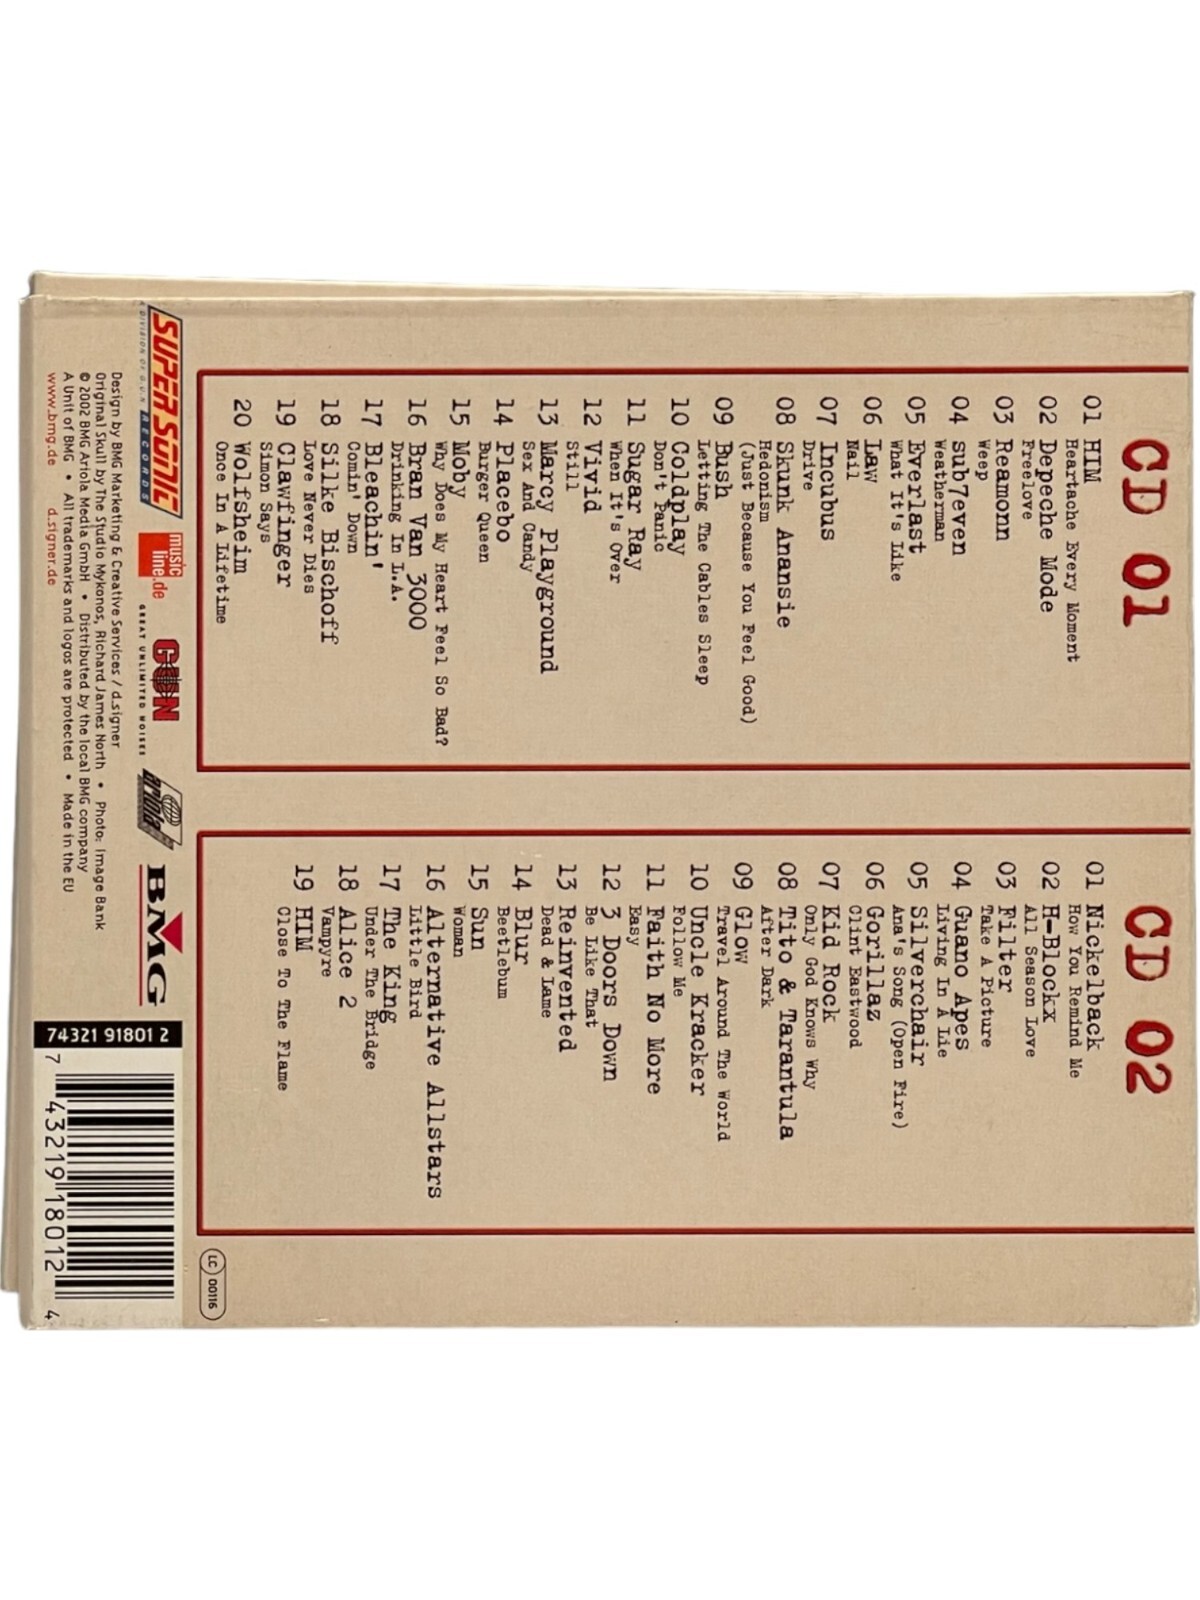 CD 01
01 HIM
Heartache Every Moment
02 Depeche Mode
Freelove
03 Reamonn
Weep
04 sub7even
Weatherman
05 Everlast
What It's Like
06 Law
Nail
07 Incubus
Drive
08 Skunk Anansie
Hedonism
(Just Because You Feel Good)
09 Bush
Letting The Cables Sleep
10 Coldplay
Don't Panic
11 Sugar Ray
When It's Over
12 Vivid
Still
13 Marcy Playground
Sex And Candy
14 Placebo
Burger Queen
15 Moby
Why Does My Heart Feel So Bad?
16 Bran Van 3000
Drinking In L.A.
17 Bleachin'
Comin' Down
18 Silke Bischoff
Love Never Dies
19 Clawfinger
Simon Says
20 Wolfsheim
Once In A Lifetime
CD 02
01 Nickelback
How You Remind Me
02 H-Blockx
All Season Love
03 Filter
Take A Picture
04 Guano Apes
Living In A Lie
05 Silverchair
Ana's Song (Open Fire)
06 Gorillaz
Clint Eastwood
07 Kid Rock
Only God Knows Why
08 Tito & Tarantula
After Dark
09 Glow
Travel Around The World
10 Uncle Kracker
Follow Me
11 Faith No More
Easy
12 3 Doors Down
Be Like That
13 Reinvented
Dead & Lame
14 Blur
Beetlebum
15 Sun
Woman
16 Alternative Allstars
Little Bird
17 The King
Under The Bridge
18 Alice 2
Vampyre
19 HIM
Close To The Flame
LC 00116
SUPERSONIC
A DIVISION OF G.U.N. RECORDS
music
line.de
GUN
GREAT UNLIMITED NOISES
ariola
BMG
74321 91801 2
7 43219 18012 4
Design by BMG Marketing & Creative Services / d.signer
Original Skull by The Studio Mykonos, Richard James North • Photo: Image Bank
© 2002 BMG Ariola Media GmbH • Distributed by the local BMG company
A Unit of BMG • All trademarks and logos are protected • Made in the EU
www.bmg.de d.signer.de